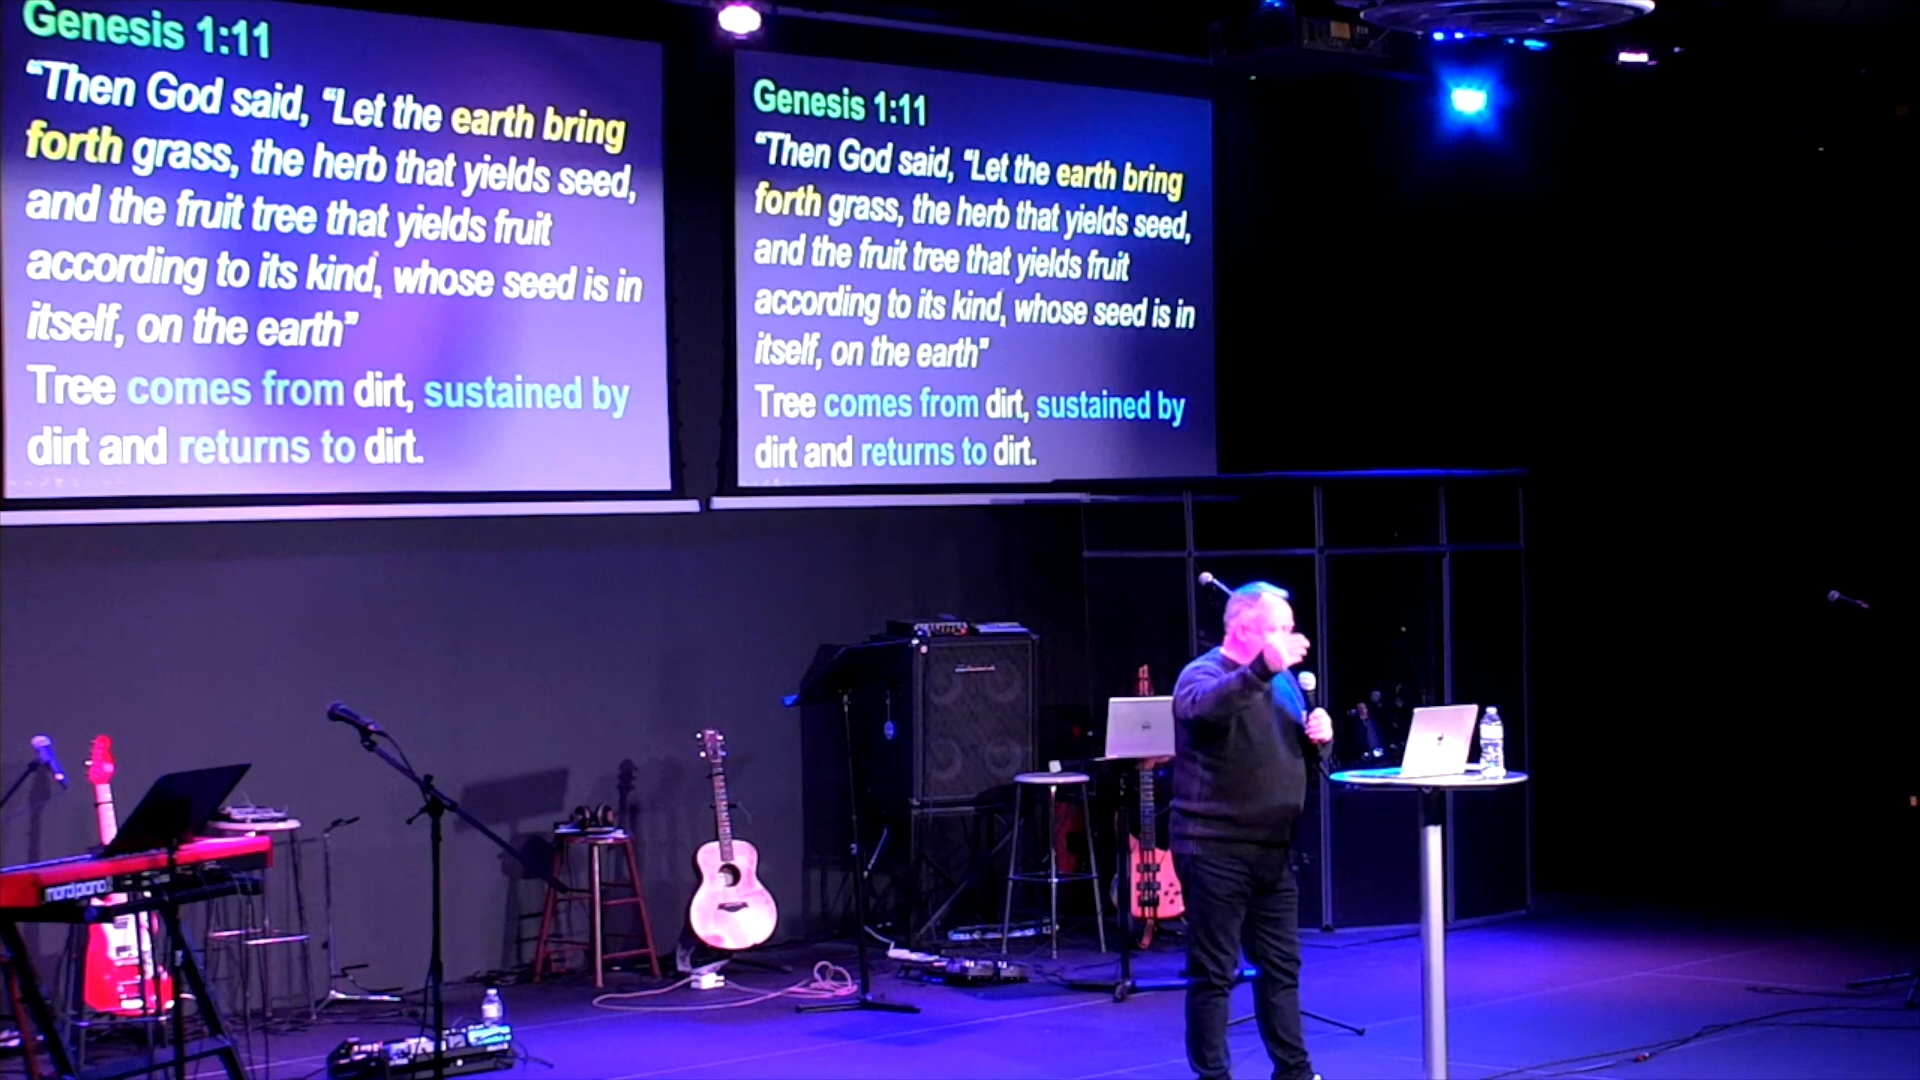 Genesis 1:11
“Then God said, “Let the earth bring
forth grass, the herb that yields seed,
and the fruit tree that yields fruit
according to its kind, whose seed is in
itself, on the earth”
Tree comes from dirt, sustained by
dirt and returns to dirt.
Genesis 1:11
“Then God said, “Let the earth bring
forth grass, the herb that yields seed,
and the fruit tree that yields fruit
according to its kind, whose seed is in
itself, on the earth”
Tree comes from dirt, sustained by
dirt and returns to dirt.